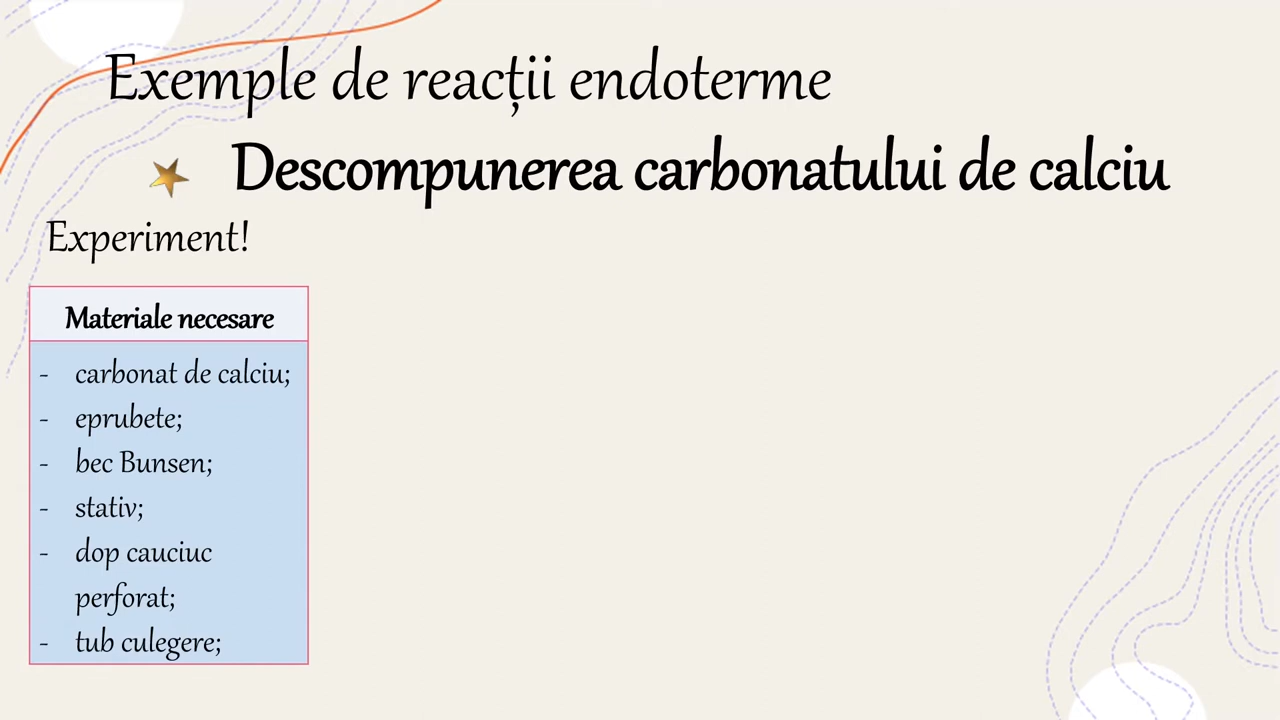 Exemple de reacții endoterme
Descompunerea carbonatului de calciu
Experiment!
Materiale necesare
- carbonat de calciu;
- eprubete;
- bec Bunsen;
- stativ;
- dop cauciuc
perforat;
- tub culegere;